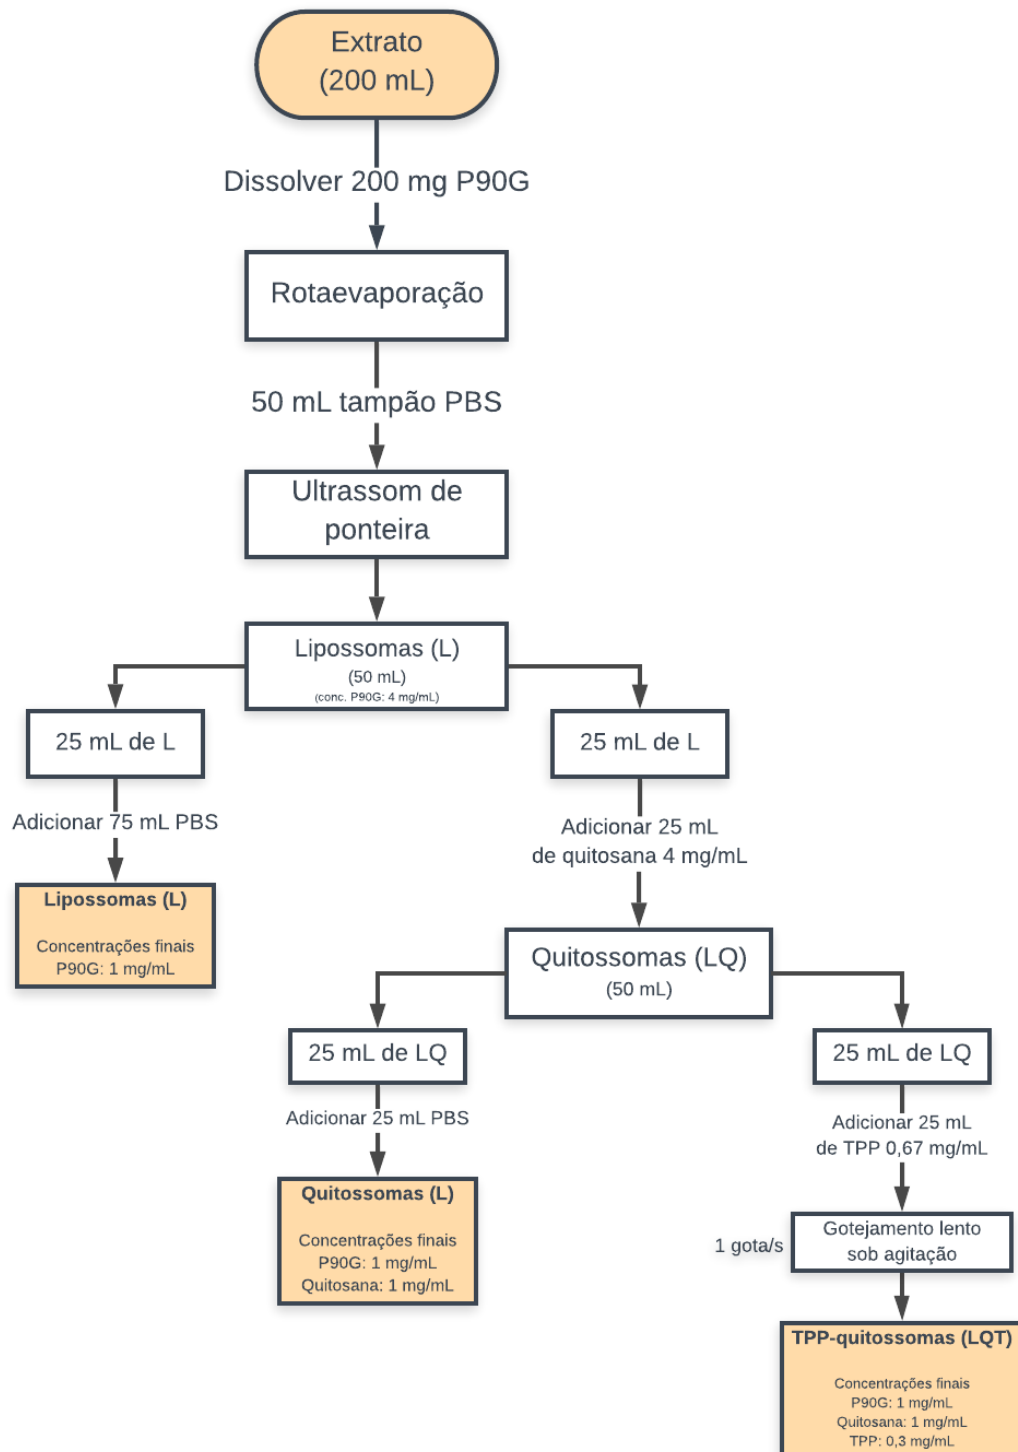 Extrato
(200 mL)
Dissolver 200 mg P90G
Rotaevaporação
50 mL tampão PBS
Ultrassom de
ponteira
Lipossomas (L)
(50 mL)
(conc. P90G: 4 mg/mL)
25 mL de L
25 mL de L
Adicionar 75 mL PBS
Adicionar 25 mL
de quitosana 4 mg/mL
Lipossomas (L)
Concentrações finais
P90G: 1 mg/mL
Quitossomas (LQ)
(50 mL)
25 mL de LQ
25 mL de LQ
Adicionar 25 mL PBS
Adicionar 25 mL
de TPP 0,67 mg/mL
Quitossomas (L)
Concentrações finais
P90G: 1 mg/mL
Quitosana: 1 mg/mL
1 gota/s
Gotejamento lento
sob agitação
TPP-quitossomas (LQT)
Concentrações finais
P90G: 1 mg/mL
Quitosana: 1 mg/mL
TPP: 0,3 mg/mL